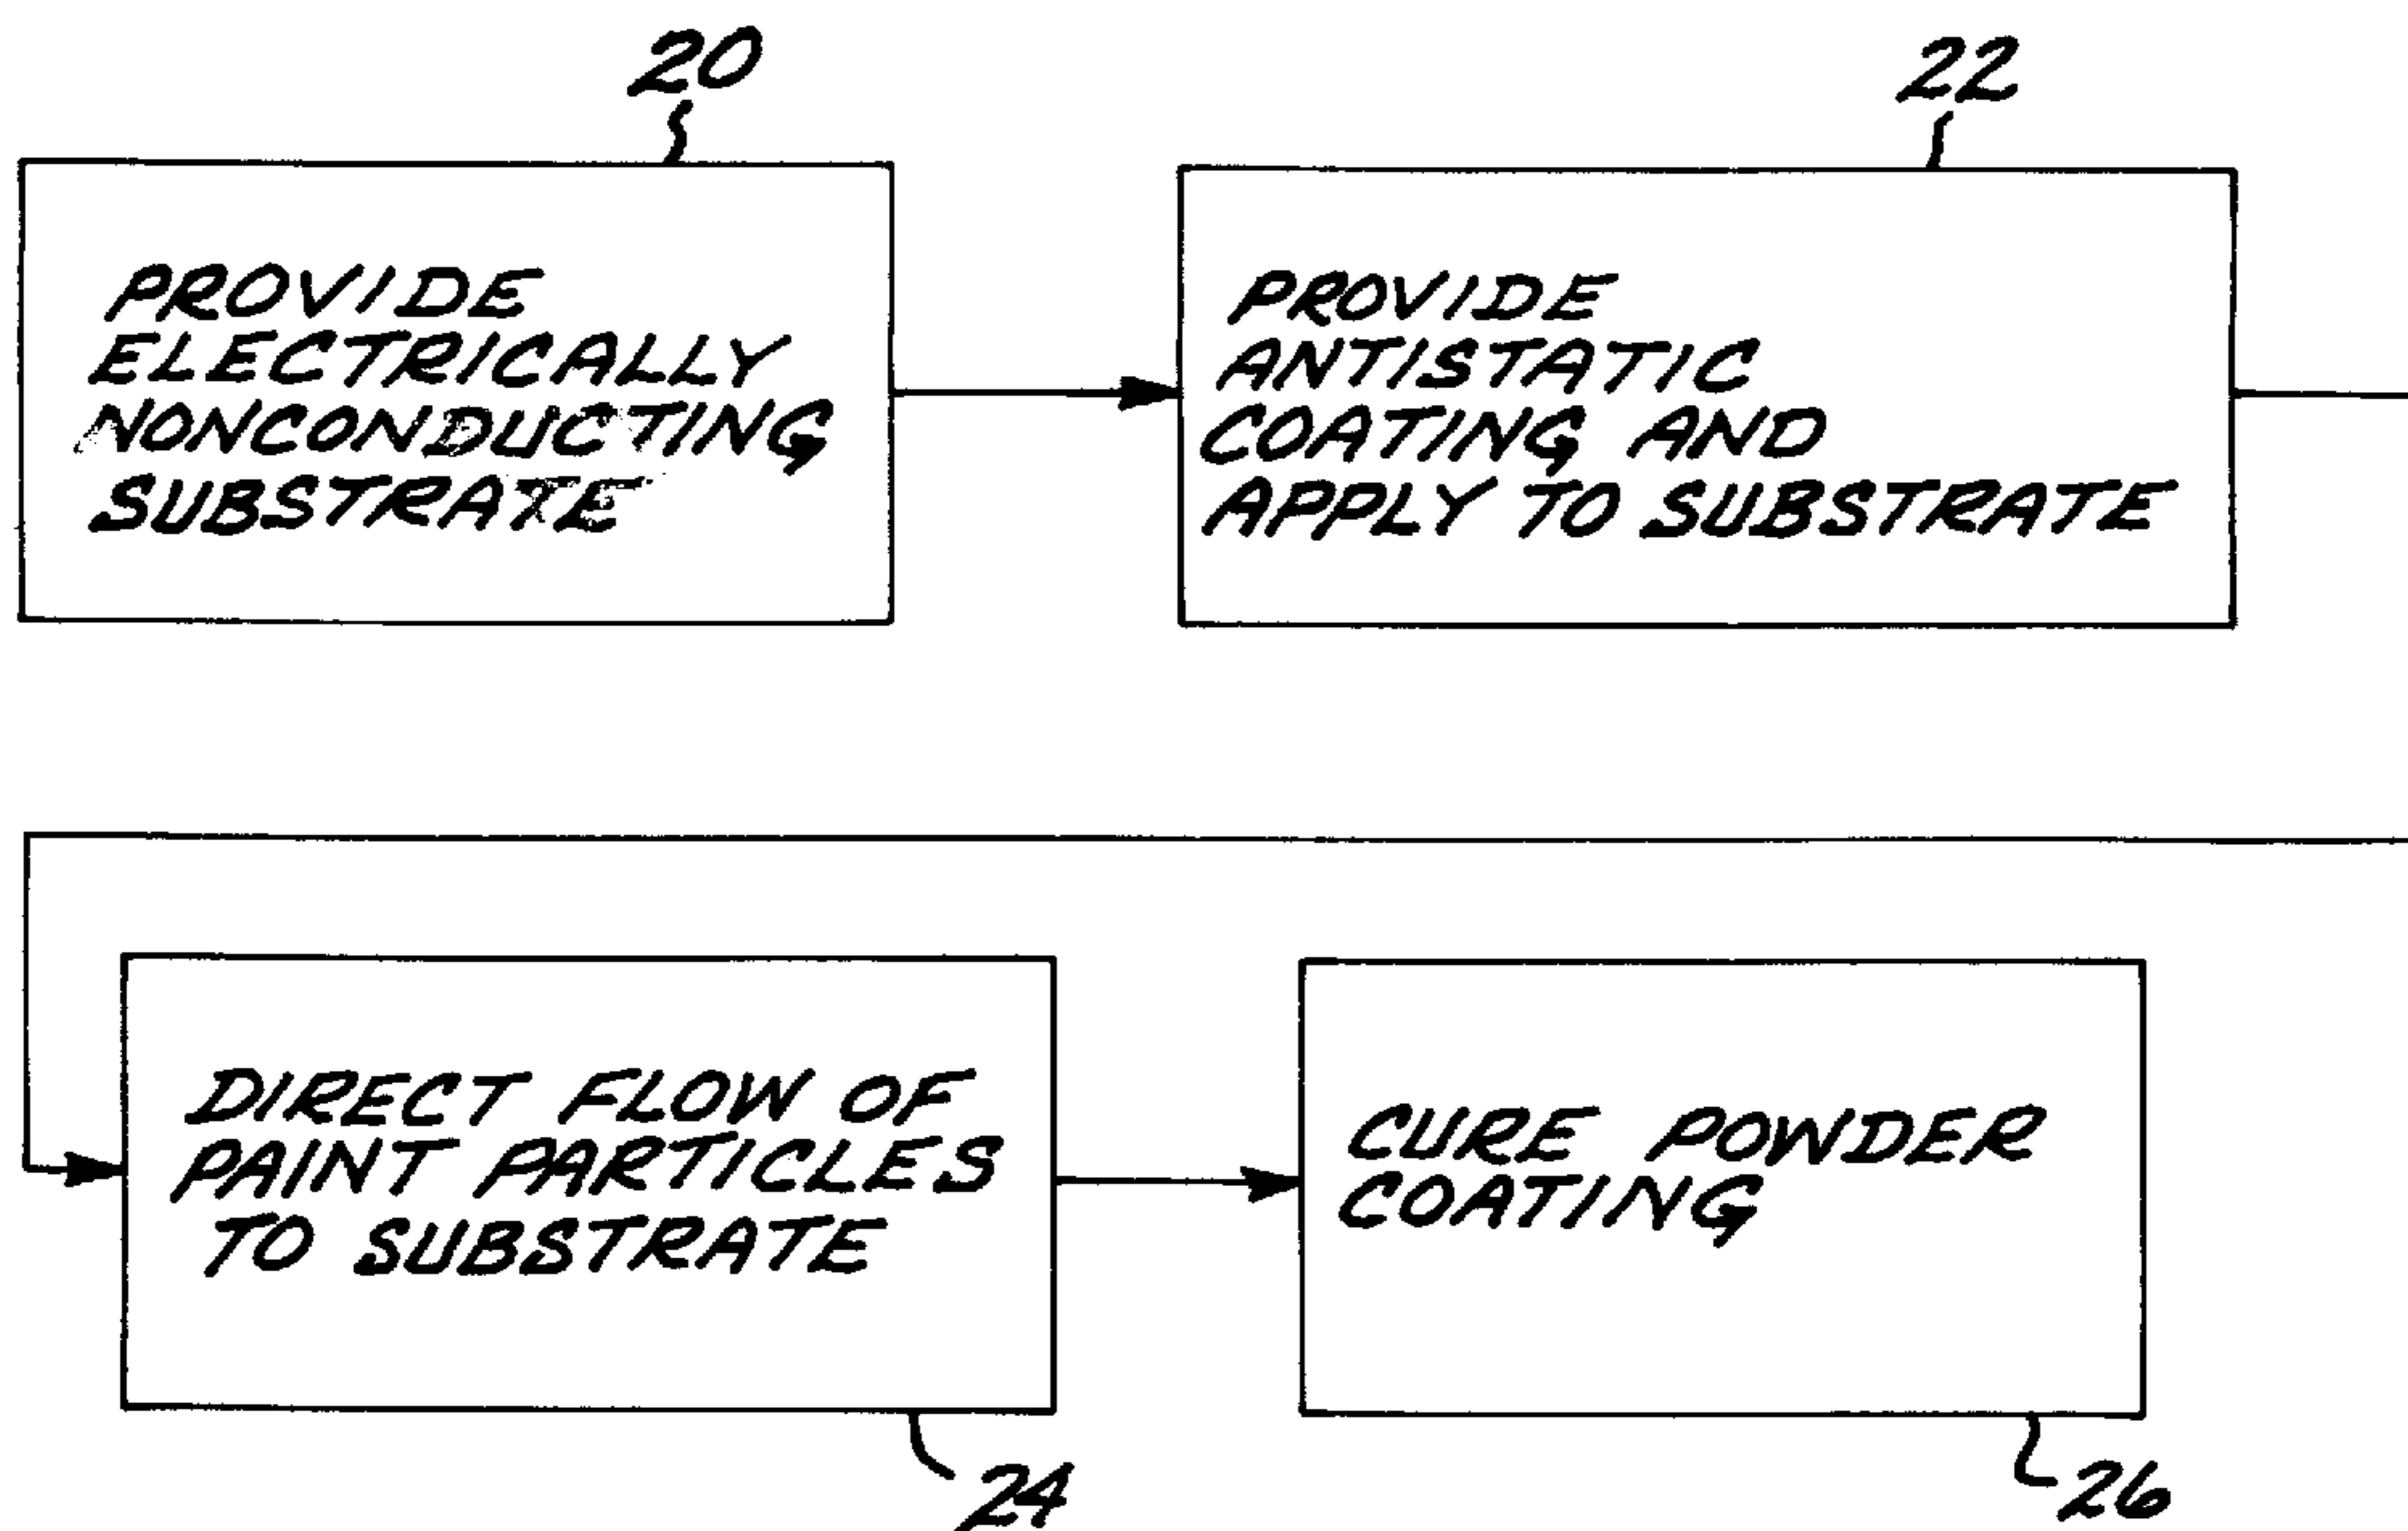 20
22
PROVIDE
ELECTRICALLY
NONCONDUCTING
SUBSTRATE
PROVIDE
ANTISTATIC
COATING AND
APPLY TO SUBSTRATE
DIRECT FLOW OF
PAINT PARTICLES
TO SUBSTRATE
CURE POWDER
COATING
24
26